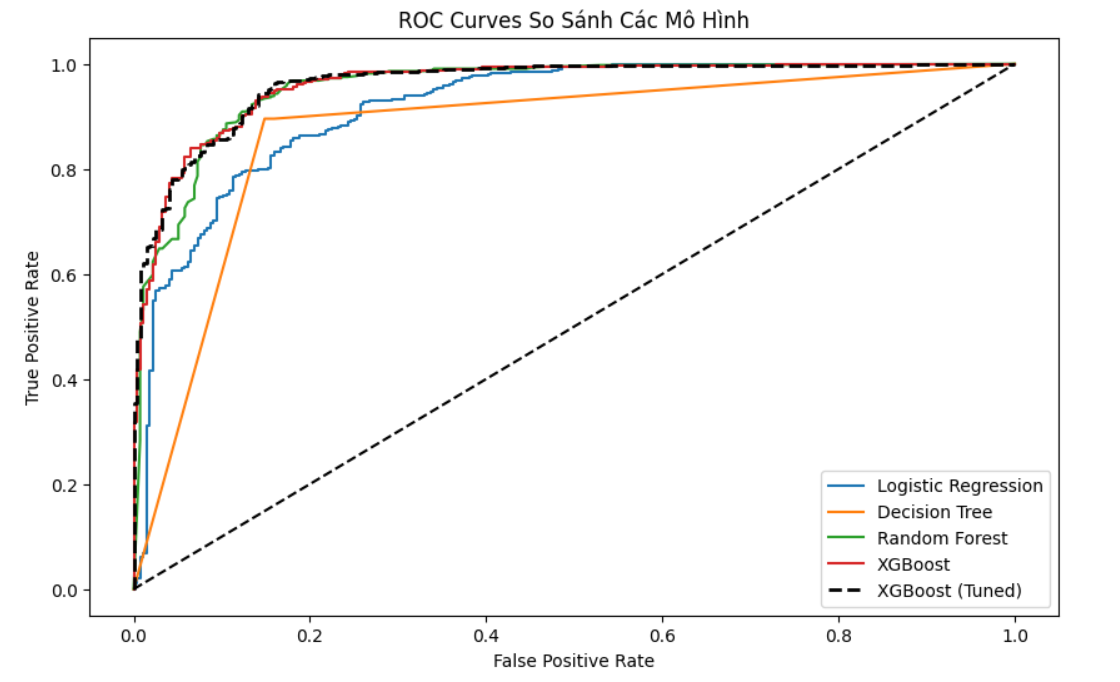 ROC Curves So Sánh Các Mô Hình
True Positive Rate
1.0
0.8
0.6
0.4
0.2
0.0
0.0 0.2 0.4 0.6 0.8 1.0
False Positive Rate
Logistic Regression
Decision Tree
Random Forest
XGBoost
XGBoost (Tuned)